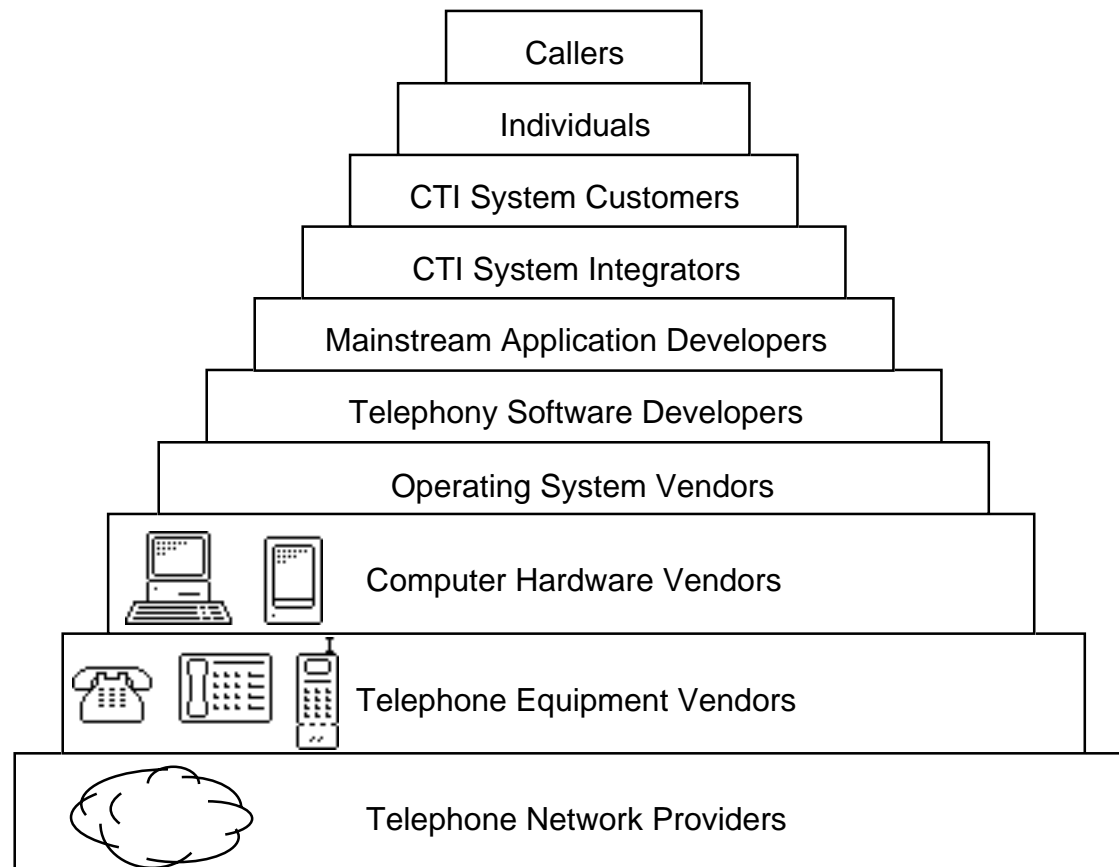 Callers
Individuals
CTI System Customers
CTI System Integrators
Mainstream Application Developers
Telephony Software Developers
Operating System Vendors
Computer Hardware Vendors
Telephone Equipment Vendors
Telephone Network Providers